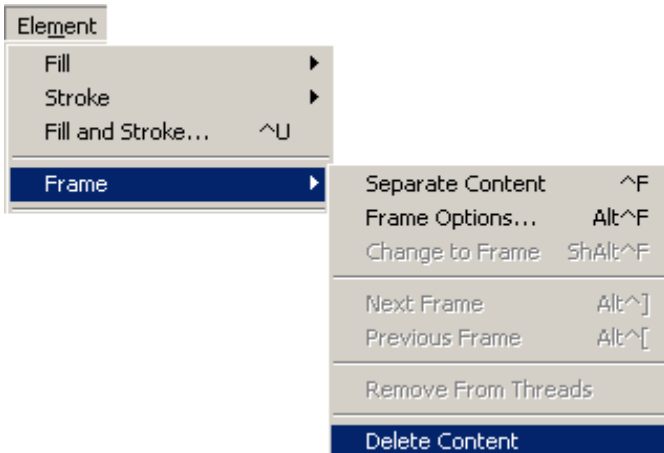 Element
Fill
Stroke
Fill and Stroke... ^U
Frame
Separate Content ^F
Frame Options... Alt^F
Change to Frame ShAlt^F
Next Frame Alt^]
Previous Frame Alt^[
Remove From Threads
Delete Content